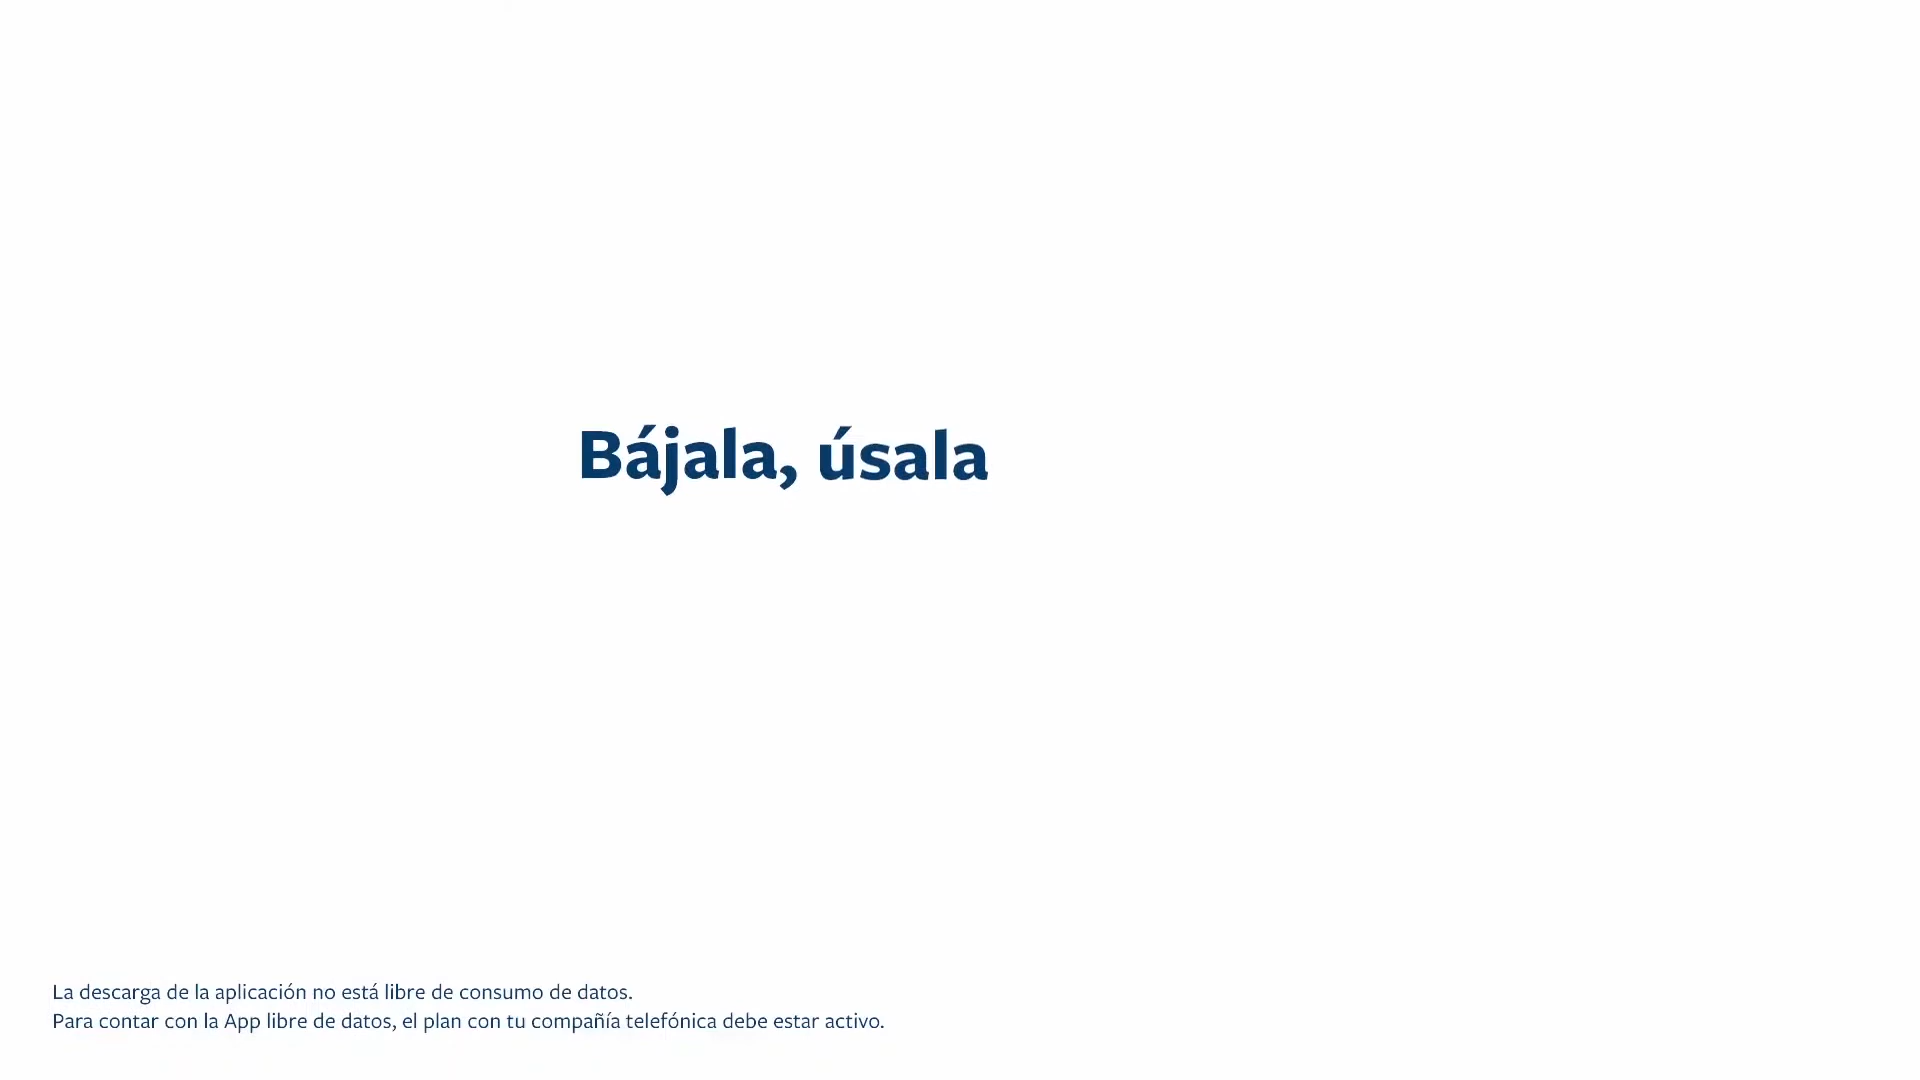 Bájala, úsala
La descarga de la aplicación no está libre de consumo de datos.
Para contar con la App libre de datos, el plan con tu compañía telefónica debe estar activo.